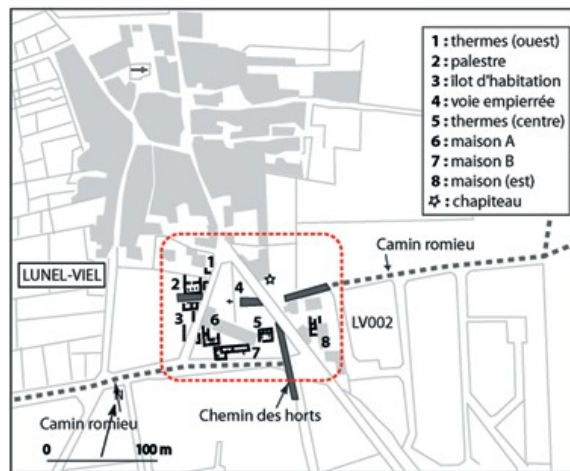 1 : thermes (ouest)
2 : palestre
3 : îlot d'habitation
4 : voie empierrée
5 : thermes (centre)
6 : maison A
7 : maison B
8 : maison (est)
☆ : chapiteau
Camin romieu
LUNEL-VIEL
1
2
4
3
6
5
LV002
8
7
Chemin des horts
Camin romieu
N
0 100 m